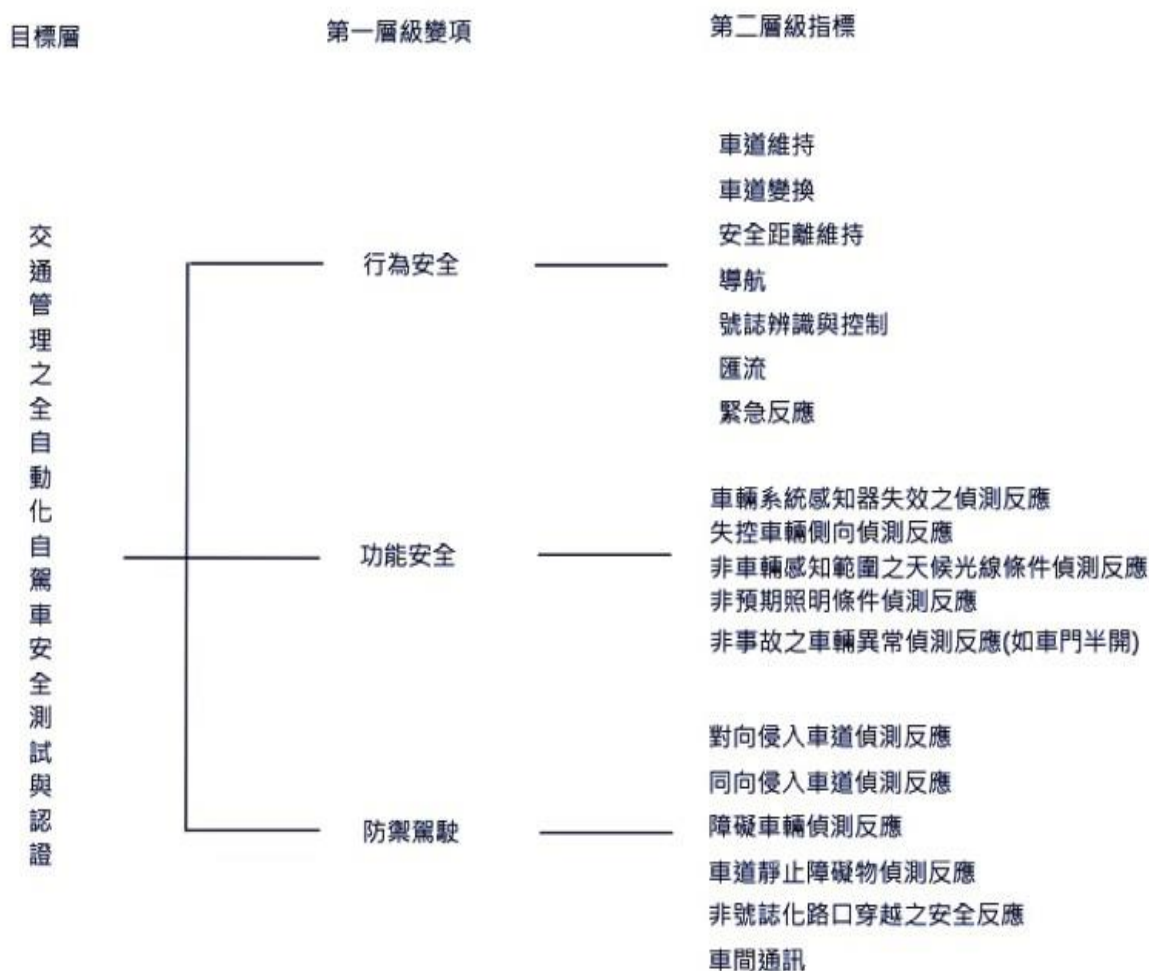 目標層
第一層級變項
第二層級指標
交通管理之全自動化自駕車安全測試與認證
行為安全
車道維持
車道變換
安全距離維持
導航
號誌辨識與控制
匯流
緊急反應
功能安全
車輛系統感知器失效之偵測反應
失控車輛側向偵測反應
非車輛感知範圍之天候光線條件偵測反應
非預期照明條件偵測反應
非事故之車輛異常偵測反應(如車門半開)
防禦駕駛
對向侵入車道偵測反應
同向侵入車道偵測反應
障礙車輛偵測反應
車道靜止障礙物偵測反應
非號誌化路口穿越之安全反應
車間通訊